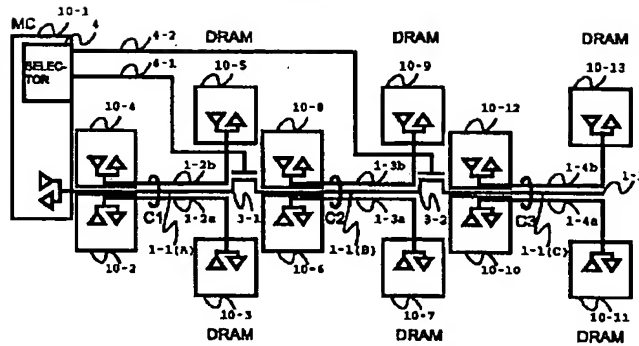 MC
10-1
4
SELEC-
TOR
4-2
6-1
DRAM
DRAM
DRAM
10-5
10-9
10-13
10-4
10-8
10-12
1-2b
1-3b
1-4b
C1
C2
C3
3-1
3-2
1-2a
1-3a
1-4a
1-1(A)
1-1(B)
1-1(C)
10-2
10-6
10-10
10-3
10-7
10-11
DRAM
DRAM
DRAM